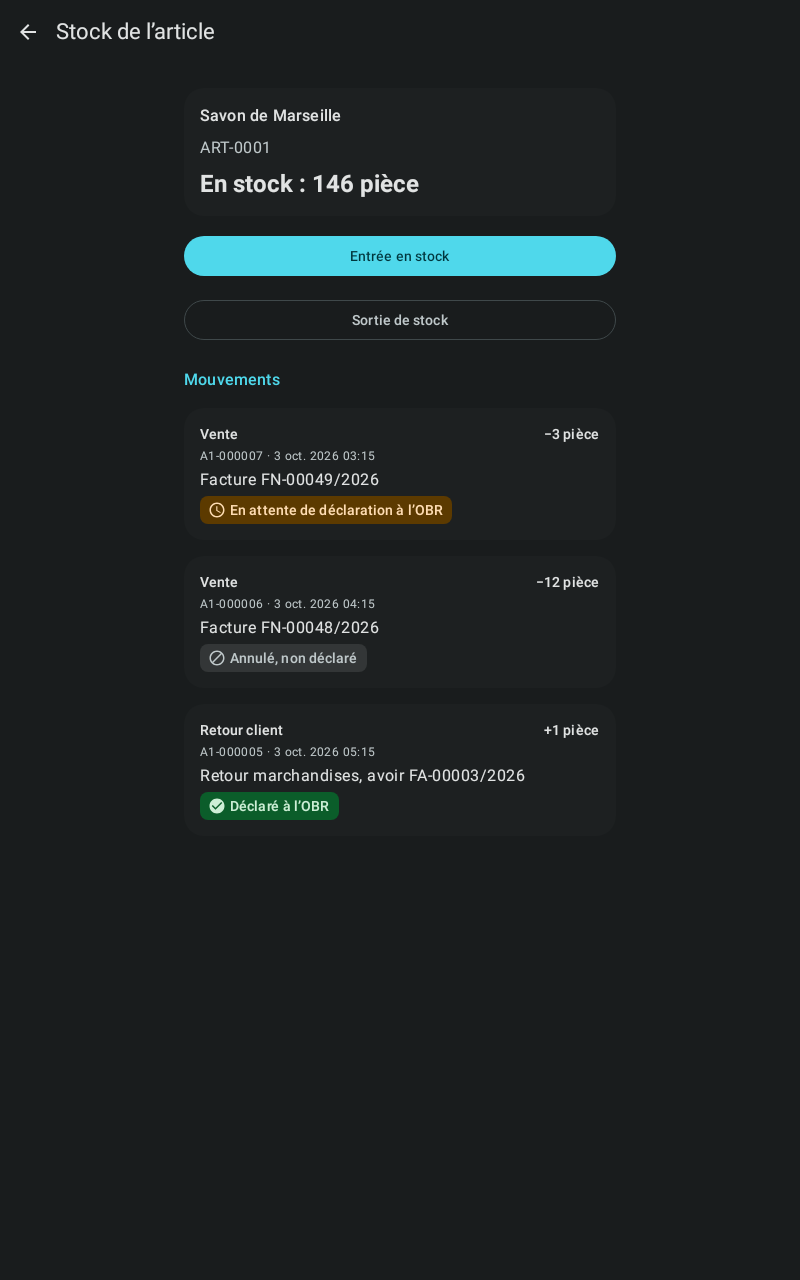 Stock de l’article
Savon de Marseille
ART-0001
En stock : 146 pièce
Entrée en stock
Sortie de stock
Mouvements
Vente −3 pièce
A1-000007 · 3 oct. 2026 03:15
Facture FN-00049/2026
En attente de déclaration à l’OBR
Vente −12 pièce
A1-000006 · 3 oct. 2026 04:15
Facture FN-00048/2026
Annulé, non déclaré
Retour client +1 pièce
A1-000005 · 3 oct. 2026 05:15
Retour marchandises, avoir FA-00003/2026
Déclaré à l’OBR